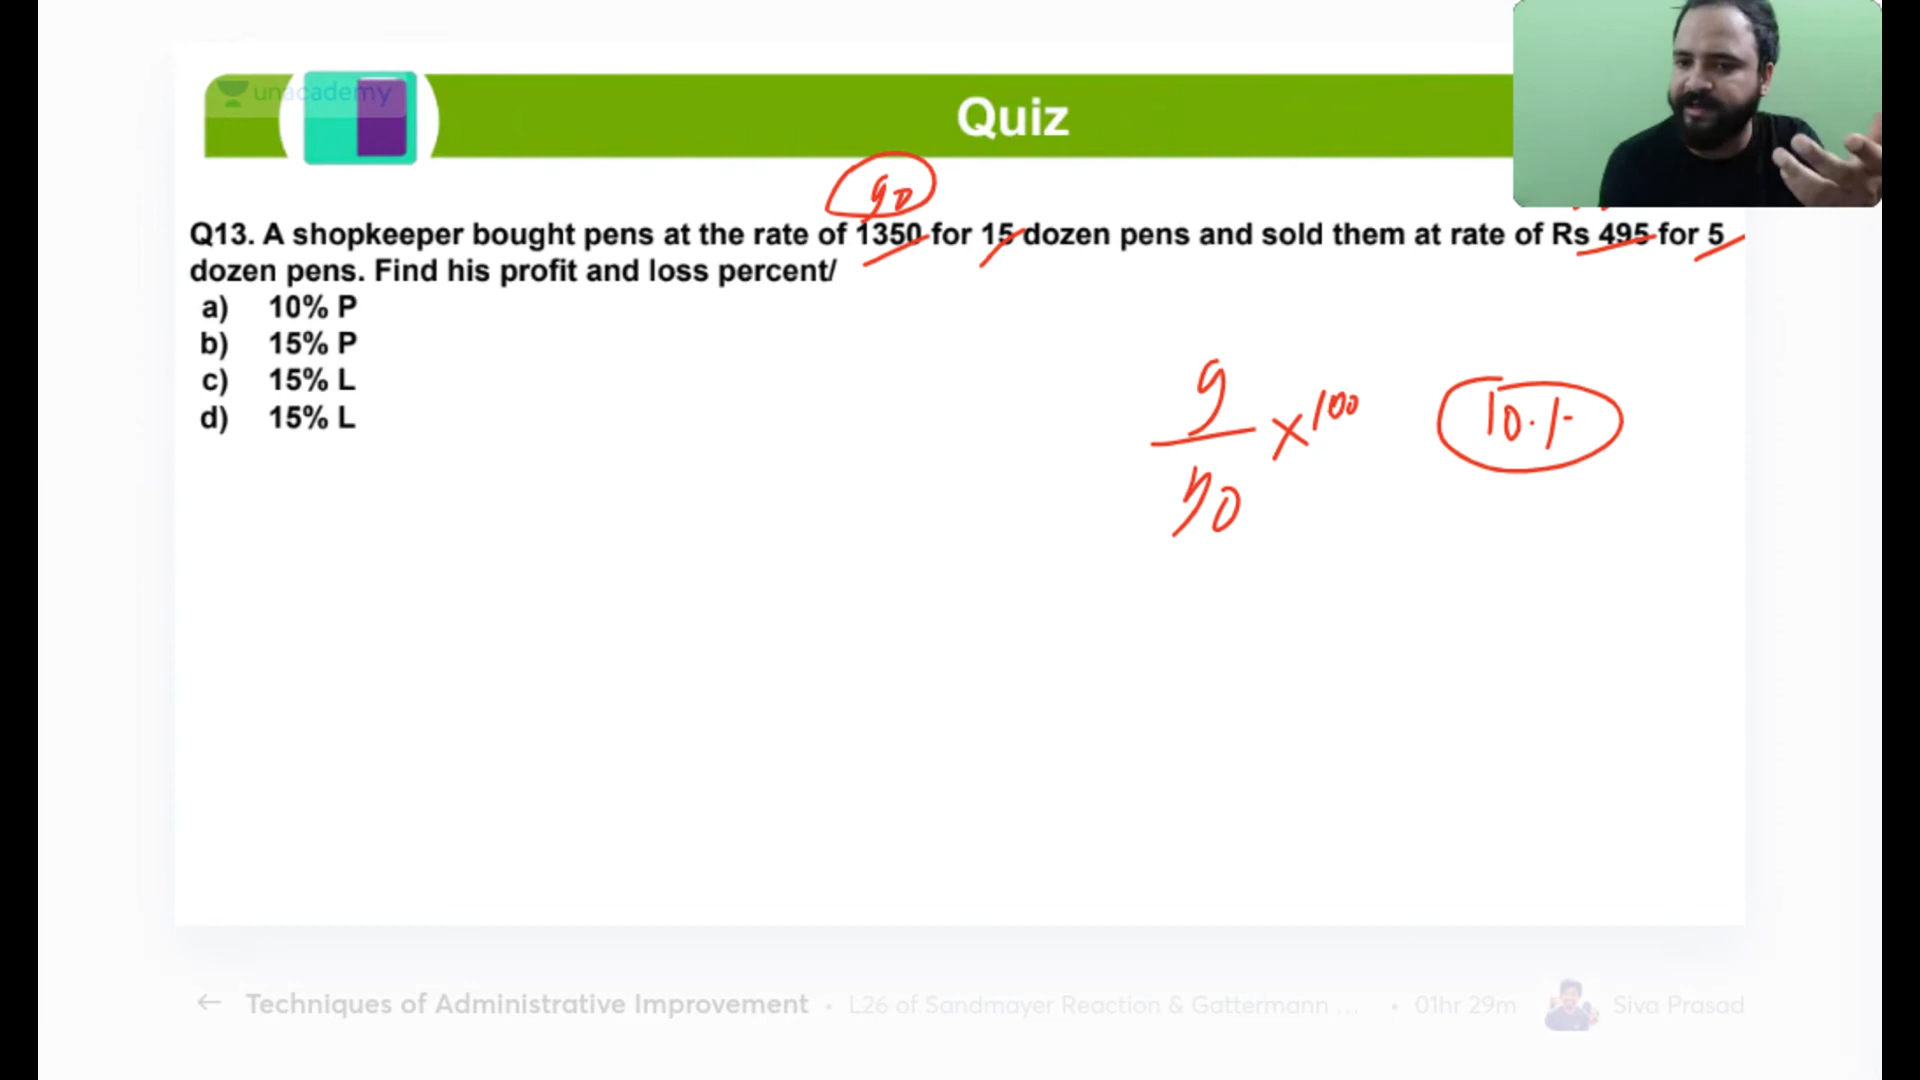 unacademy
Quiz
90
Q13. A shopkeeper bought pens at the rate of 1350 for 15 dozen pens and sold them at rate of Rs 495 for 5
dozen pens. Find his profit and loss percent/
a) 10% P
b) 15% P
c) 15% L
d) 15% L
9
× 100
90
10.1-
← Techniques of Administrative Improvement • L26 of Sandmayer Reaction & Gattermann ... • 01hr 29m Siva Prasad